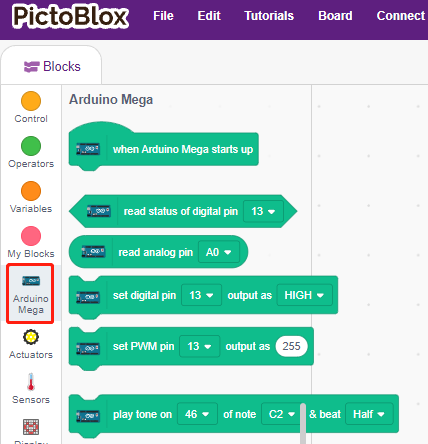 PictoBlox File Edit Tutorials Board Connect
Blocks
Control
Operators
Variables
My Blocks
Arduino
Mega
Actuators
Sensors
Display
Arduino Mega
when Arduino Mega starts up
read status of digital pin 13
read analog pin A0
set digital pin 13 output as HIGH
set PWM pin 13 output as 255
play tone on 46 of note C2 & beat Half